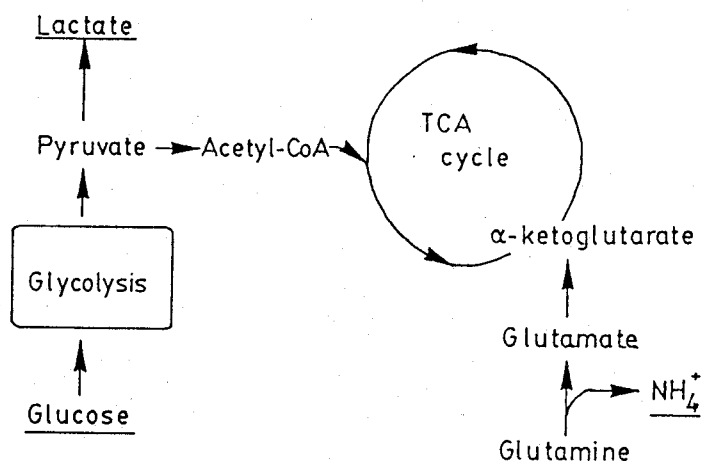 Lactate
Pyruvate
Acetyl-CoA
TCA
cycle
α-ketoglutarate
Glycolysis
Glutamate
Glucose
NH₄⁺
Glutamine